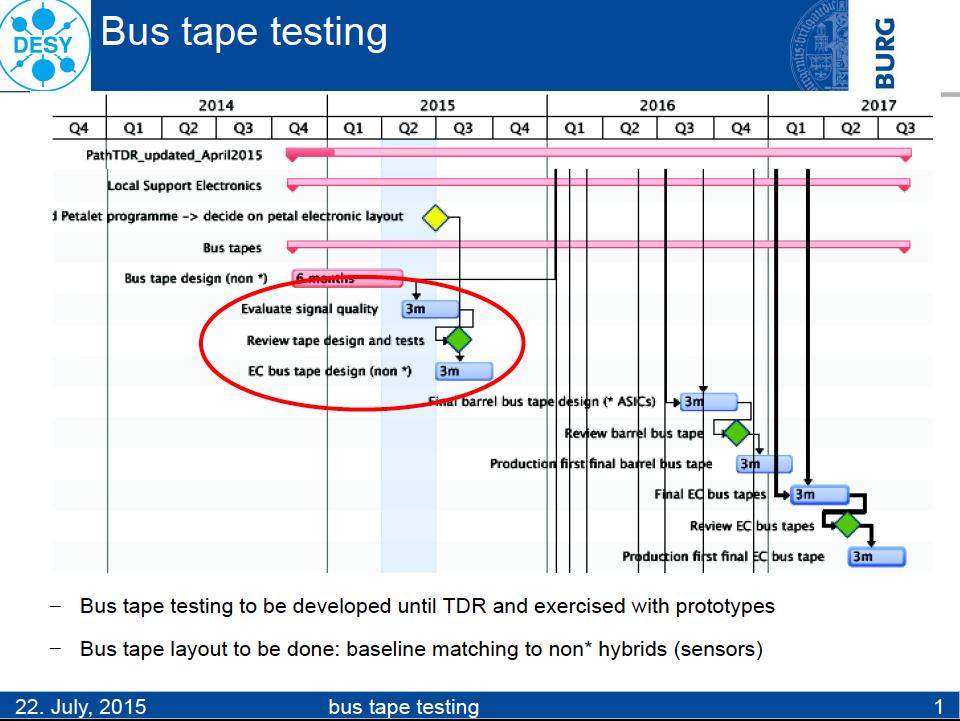 DESY
Bus tape testing
BURG
2014 2015 2016 2017
Q4 Q1 Q2 Q3 Q4 Q1 Q2 Q3 Q4 Q1 Q2 Q3 Q4 Q1 Q2 Q3
PathTDR_updated_April2015
Local Support Electronics
d Petalet programme -> decide on petal electronic layout
Bus tapes
Bus tape design (non *) 6 months
Evaluate signal quality 3m
Review tape design and tests
EC bus tape design (non *) 3m
Final barrel bus tape design (* ASICs) 3m
Review barrel bus tape
Production first final barrel bus tape 3m
Final EC bus tapes 3m
Review EC bus tapes
Production first final EC bus tape 3m
– Bus tape testing to be developed until TDR and exercised with prototypes
– Bus tape layout to be done: baseline matching to non* hybrids (sensors)
22. July, 2015 bus tape testing 1